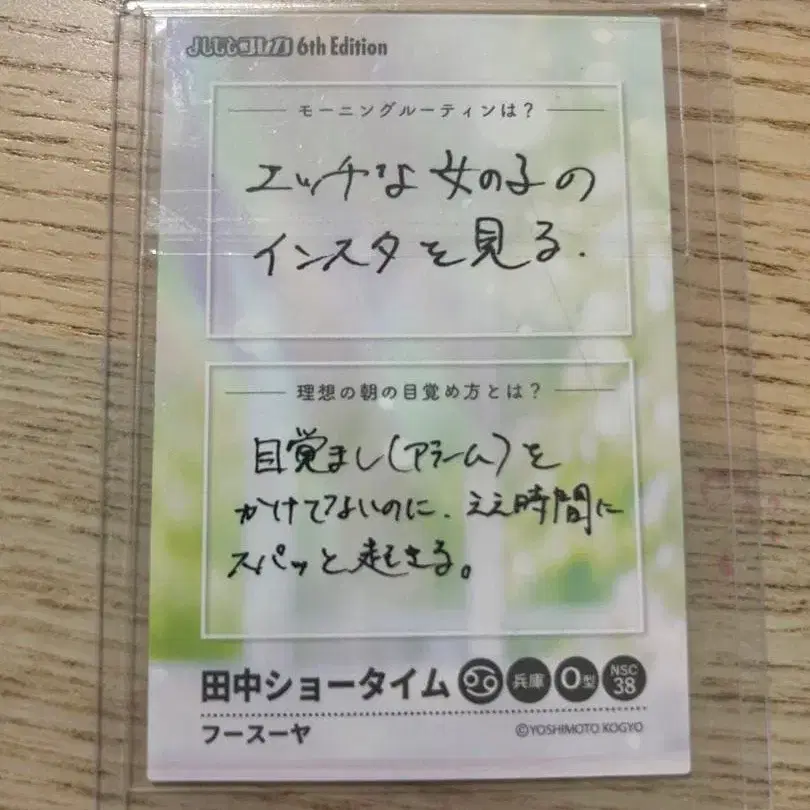 よしもとコレカ 6th Edition
モーニングルーティンは？
エッチな女の子の
インスタを見る.
理想の朝の目覚め方とは？
目覚まし(アラーム)を
かけてないのに、ええ時間に
スパッと起きる。
田中ショータイム ♋ 兵庫 O型 NSC 38
フースーヤ ©YOSHIMOTO KOGYO